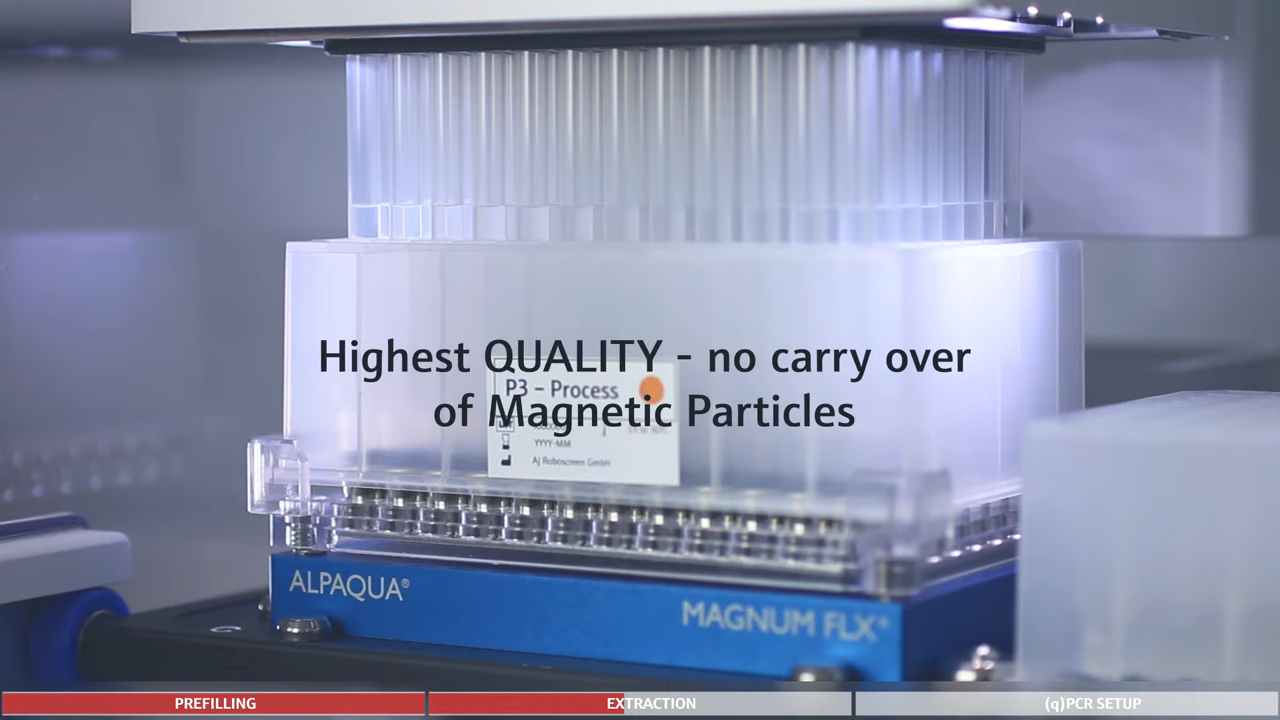 Highest QUALITY - no carry over
of Magnetic Particles
P3 – Process
YYYY-MM
AJ Roboscreen GmbH
ALPAQUA®
MAGNUM FLX®
PREFILLING
EXTRACTION
(q)PCR SETUP